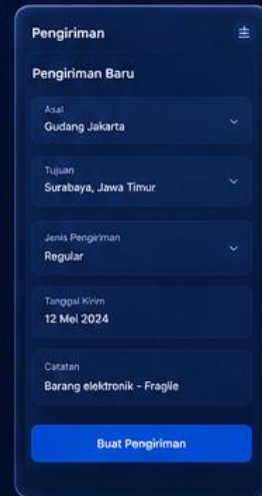 Pengiriman
Pengiriman Baru
Asal
Gudang Jakarta
Tujuan
Surabaya, Jawa Timur
Jenis Pengiriman
Regular
Tanggal Kirim
12 Mei 2024
Catatan
Barang elektronik - Fragile
Buat Pengiriman